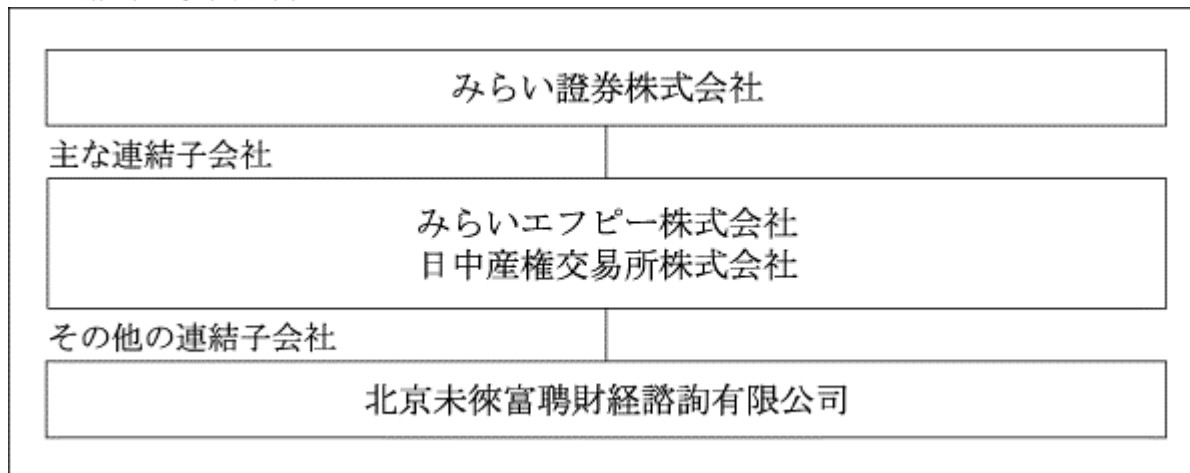 みらい證券株式会社
主な連結子会社
みらいエフピー株式会社
日中産権交易所株式会社
その他の連結子会社
北京未徠富聘財経諮詢有限公司